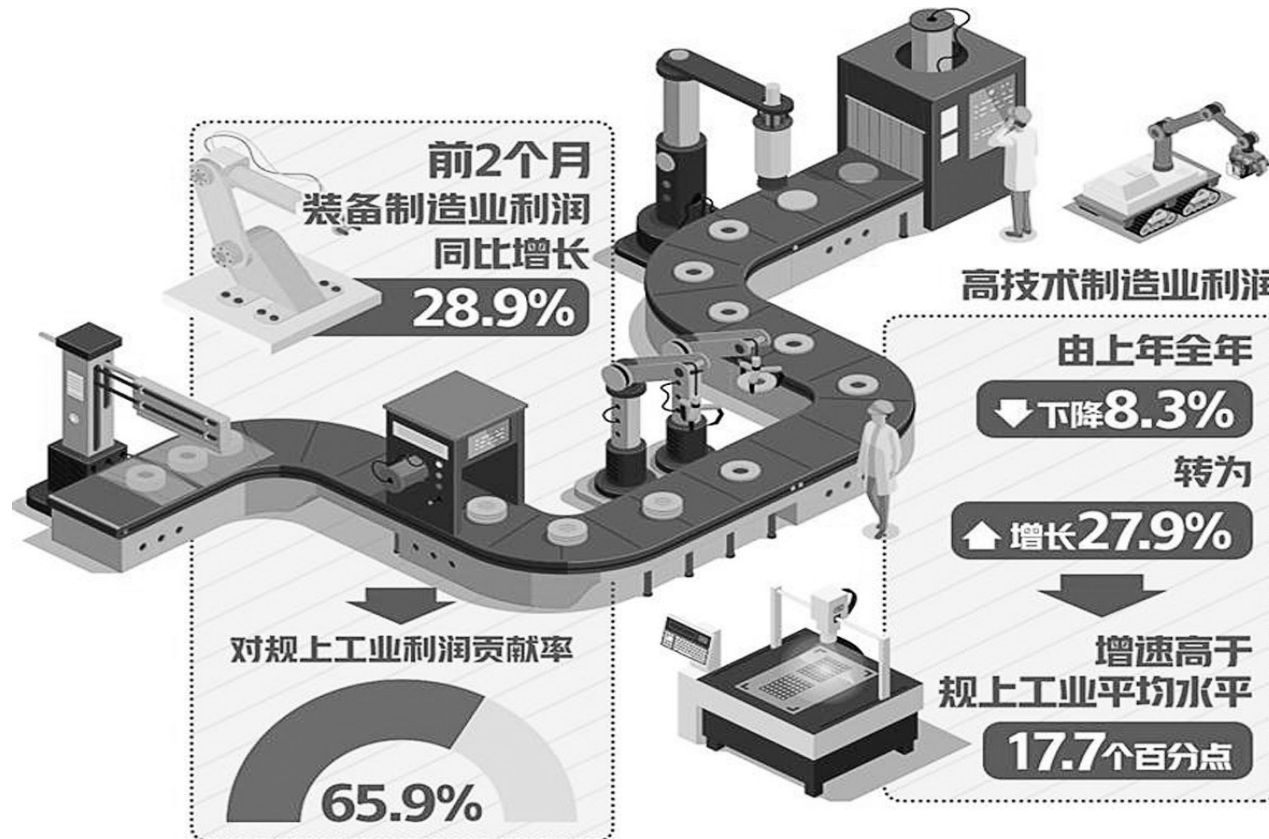 前2个月
装备制造业利润
同比增长
28.9%
对规上工业利润贡献率
65.9%
高技术制造业利润
由上年全年
下降8.3%
转为
增长27.9%
增速高于
规上工业平均水平
17.7个百分点